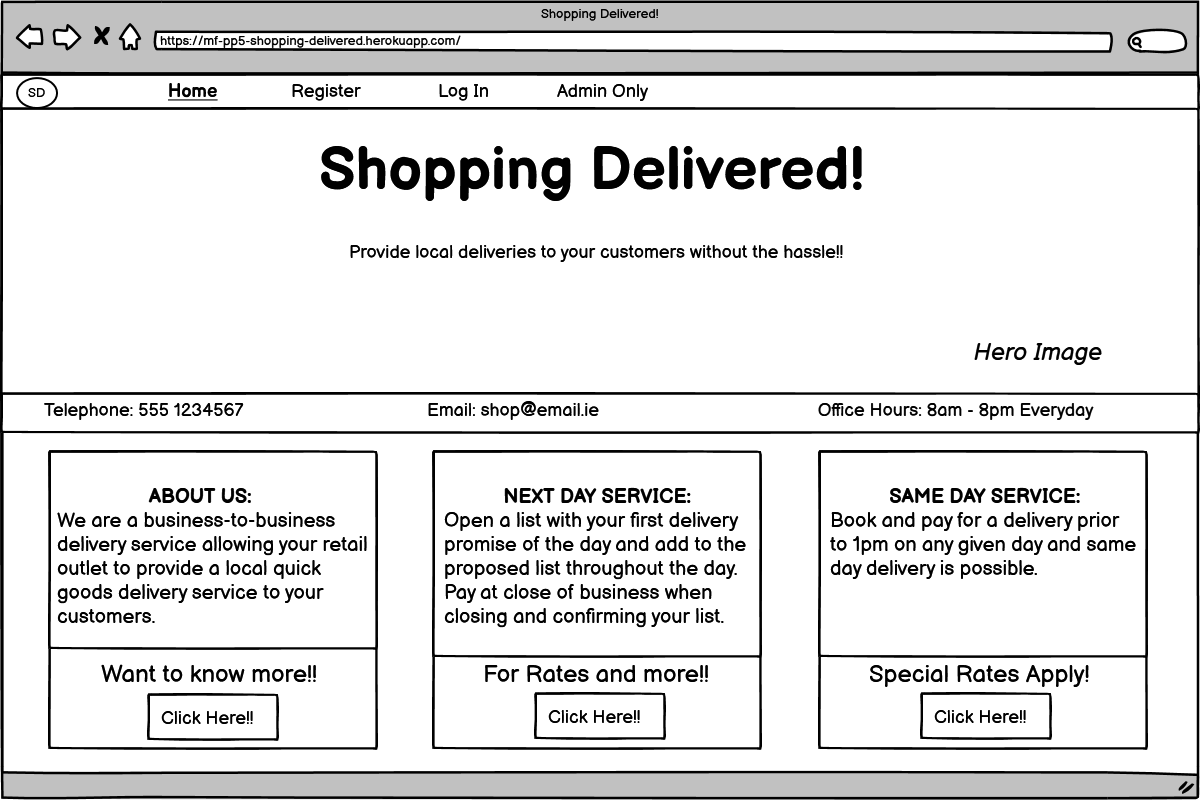 Shopping Delivered!
https://mf-pp5-shopping-delivered.herokuapp.com/
SD Home Register Log In Admin Only
Shopping Delivered!
Provide local deliveries to your customers without the hassle!!
Hero Image
Telephone: 555 1234567 Email: shop@email.ie Office Hours: 8am - 8pm Everyday
ABOUT US:
We are a business-to-business
delivery service allowing your retail
outlet to provide a local quick
goods delivery service to your
customers.
Want to know more!!
Click Here!!
NEXT DAY SERVICE:
Open a list with your first delivery
promise of the day and add to the
proposed list throughout the day.
Pay at close of business when
closing and confirming your list.
For Rates and more!!
Click Here!!
SAME DAY SERVICE:
Book and pay for a delivery prior
to 1pm on any given day and same
day delivery is possible.
Special Rates Apply!
Click Here!!